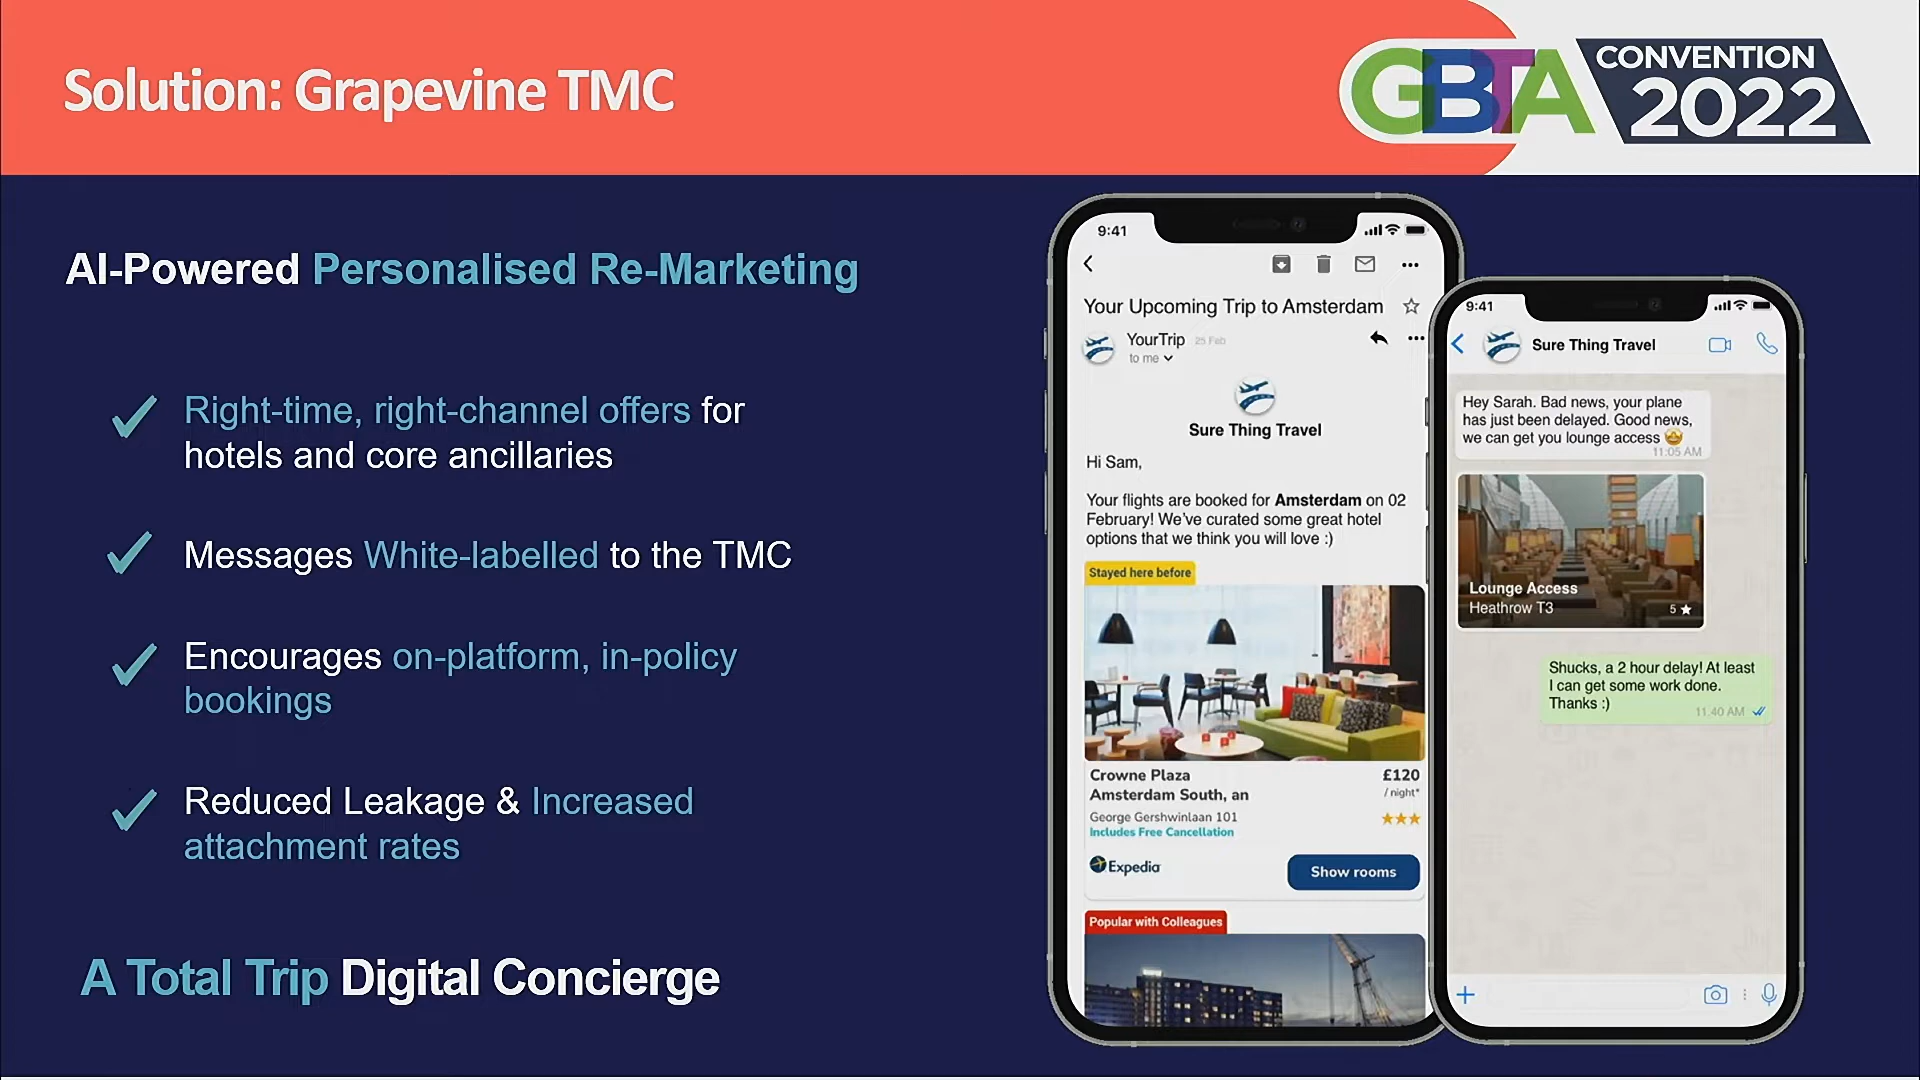 Solution: Grapevine TMC
GBTA
CONVENTION
2022
AI-Powered Personalised Re-Marketing
Right-time, right-channel offers for
hotels and core ancillaries
Messages White-labelled to the TMC
Encourages on-platform, in-policy
bookings
Reduced Leakage & Increased
attachment rates
A Total Trip Digital Concierge
9:41
Your Upcoming Trip to Amsterdam
YourTrip 25 Feb
to me
Sure Thing Travel
Hi Sam,
Your flights are booked for Amsterdam on 02
February! We've curated some great hotel
options that we think you will love :)
Stayed here before
Crowne Plaza
Amsterdam South, an
£120
/ night*
George Gershwinlaan 101
Includes Free Cancellation
Expedia
Show rooms
Popular with Colleagues
9:41
Sure Thing Travel
Hey Sarah. Bad news, your plane
has just been delayed. Good news,
we can get you lounge access 🤩
11:05 AM
Lounge Access
Heathrow T3
5 ★
Shucks, a 2 hour delay! At least
I can get some work done.
Thanks :)
11.40 AM